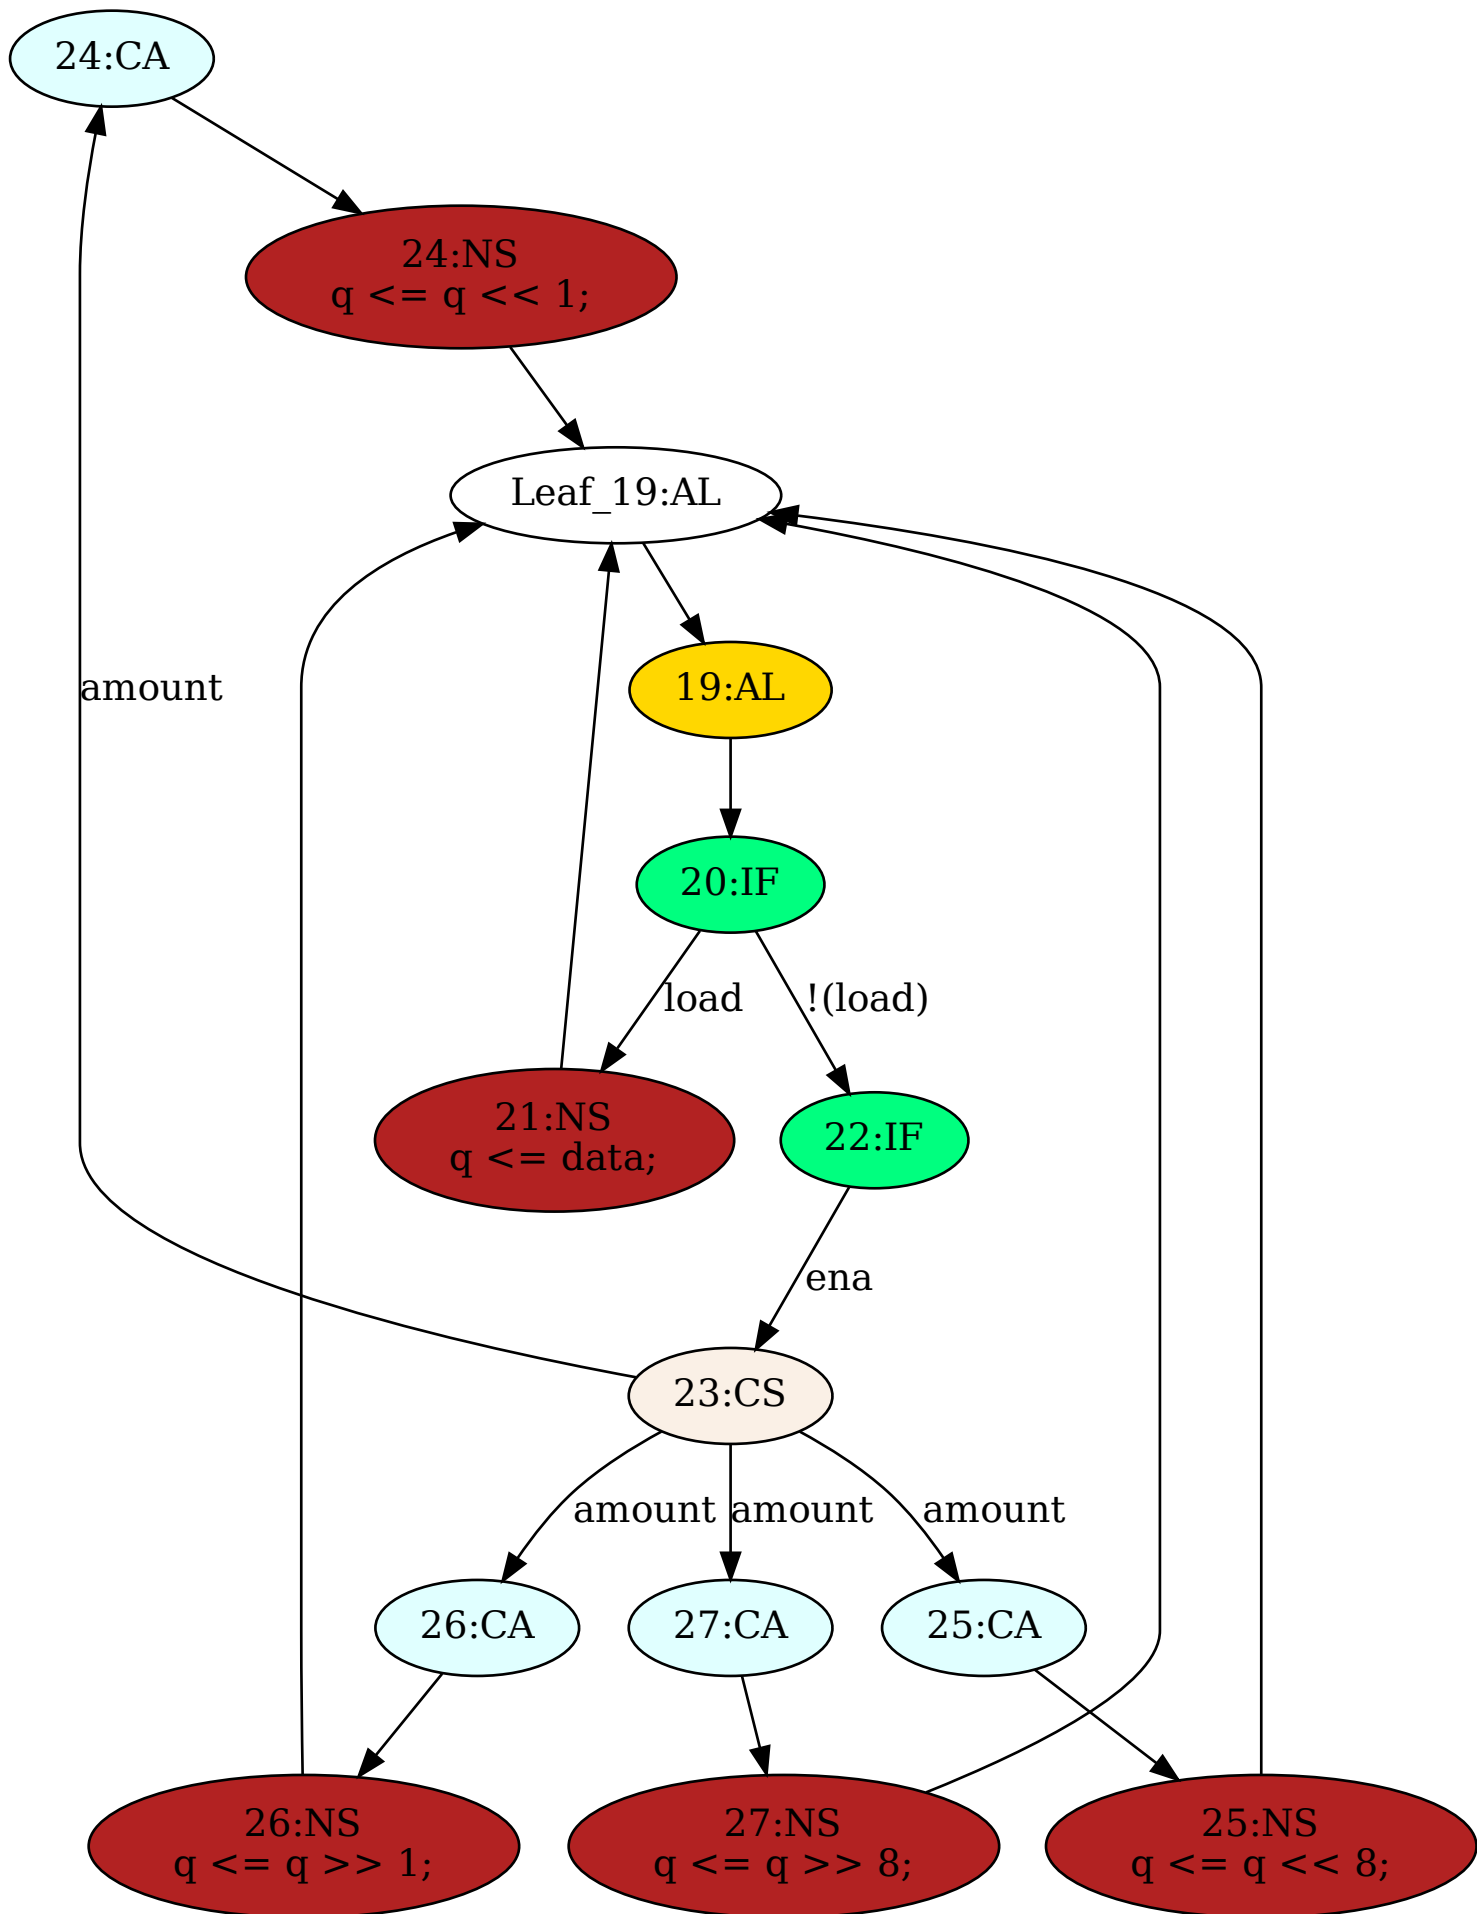 24:CA
24:NS
q <= q << 1;
Leaf_19:AL
amount
19:AL
20:IF
load
!(load)
21:NS
q <= data;
22:IF
ena
23:CS
amount
amount
amount
26:CA
27:CA
25:CA
26:NS
q <= q >> 1;
27:NS
q <= q >> 8;
25:NS
q <= q << 8;